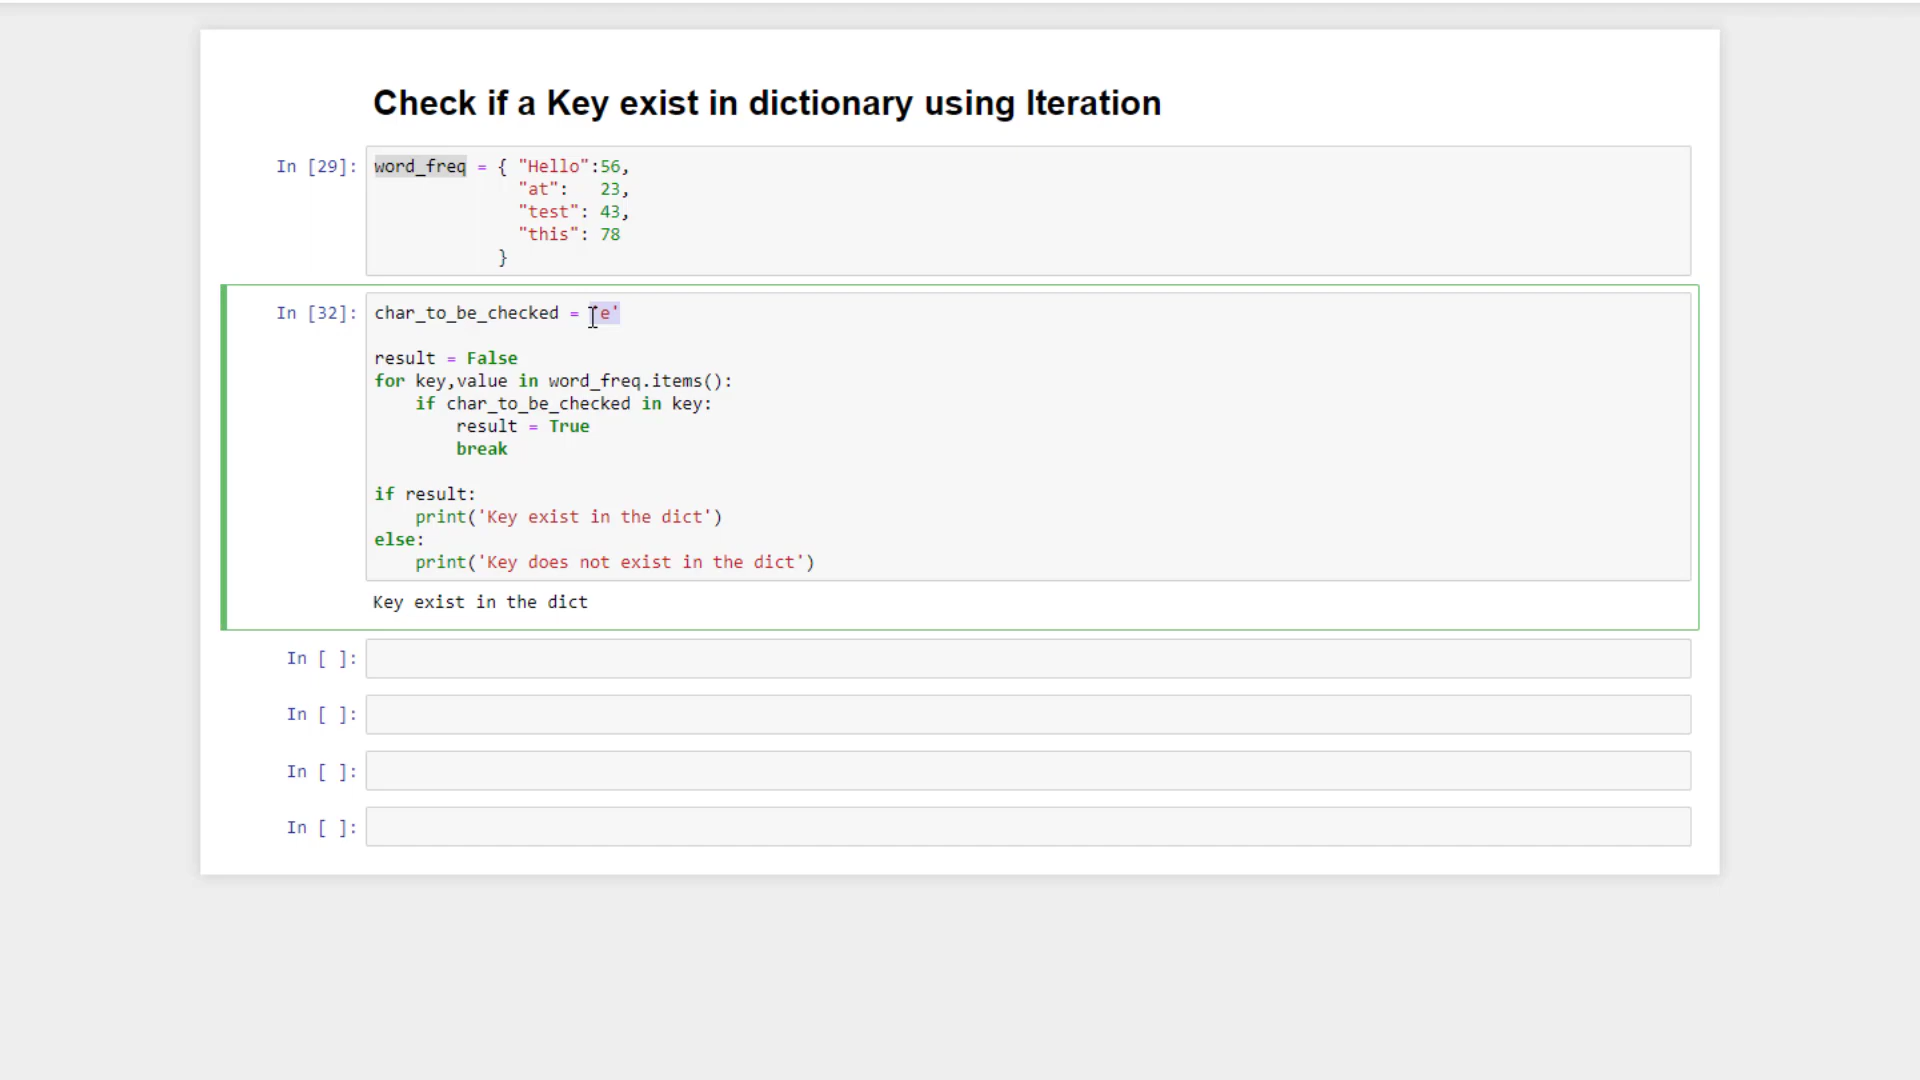 Check if a Key exist in dictionary using Iteration
In [29]: word_freq = { "Hello":56,
"at":   23,
"test": 43,
"this": 78
}
In [32]: char_to_be_checked = 'e'
result = False
for key,value in word_freq.items():
    if char_to_be_checked in key:
        result = True
        break
if result:
    print('Key exist in the dict')
else:
    print('Key does not exist in the dict')
Key exist in the dict
In [ ]:
In [ ]:
In [ ]:
In [ ]: